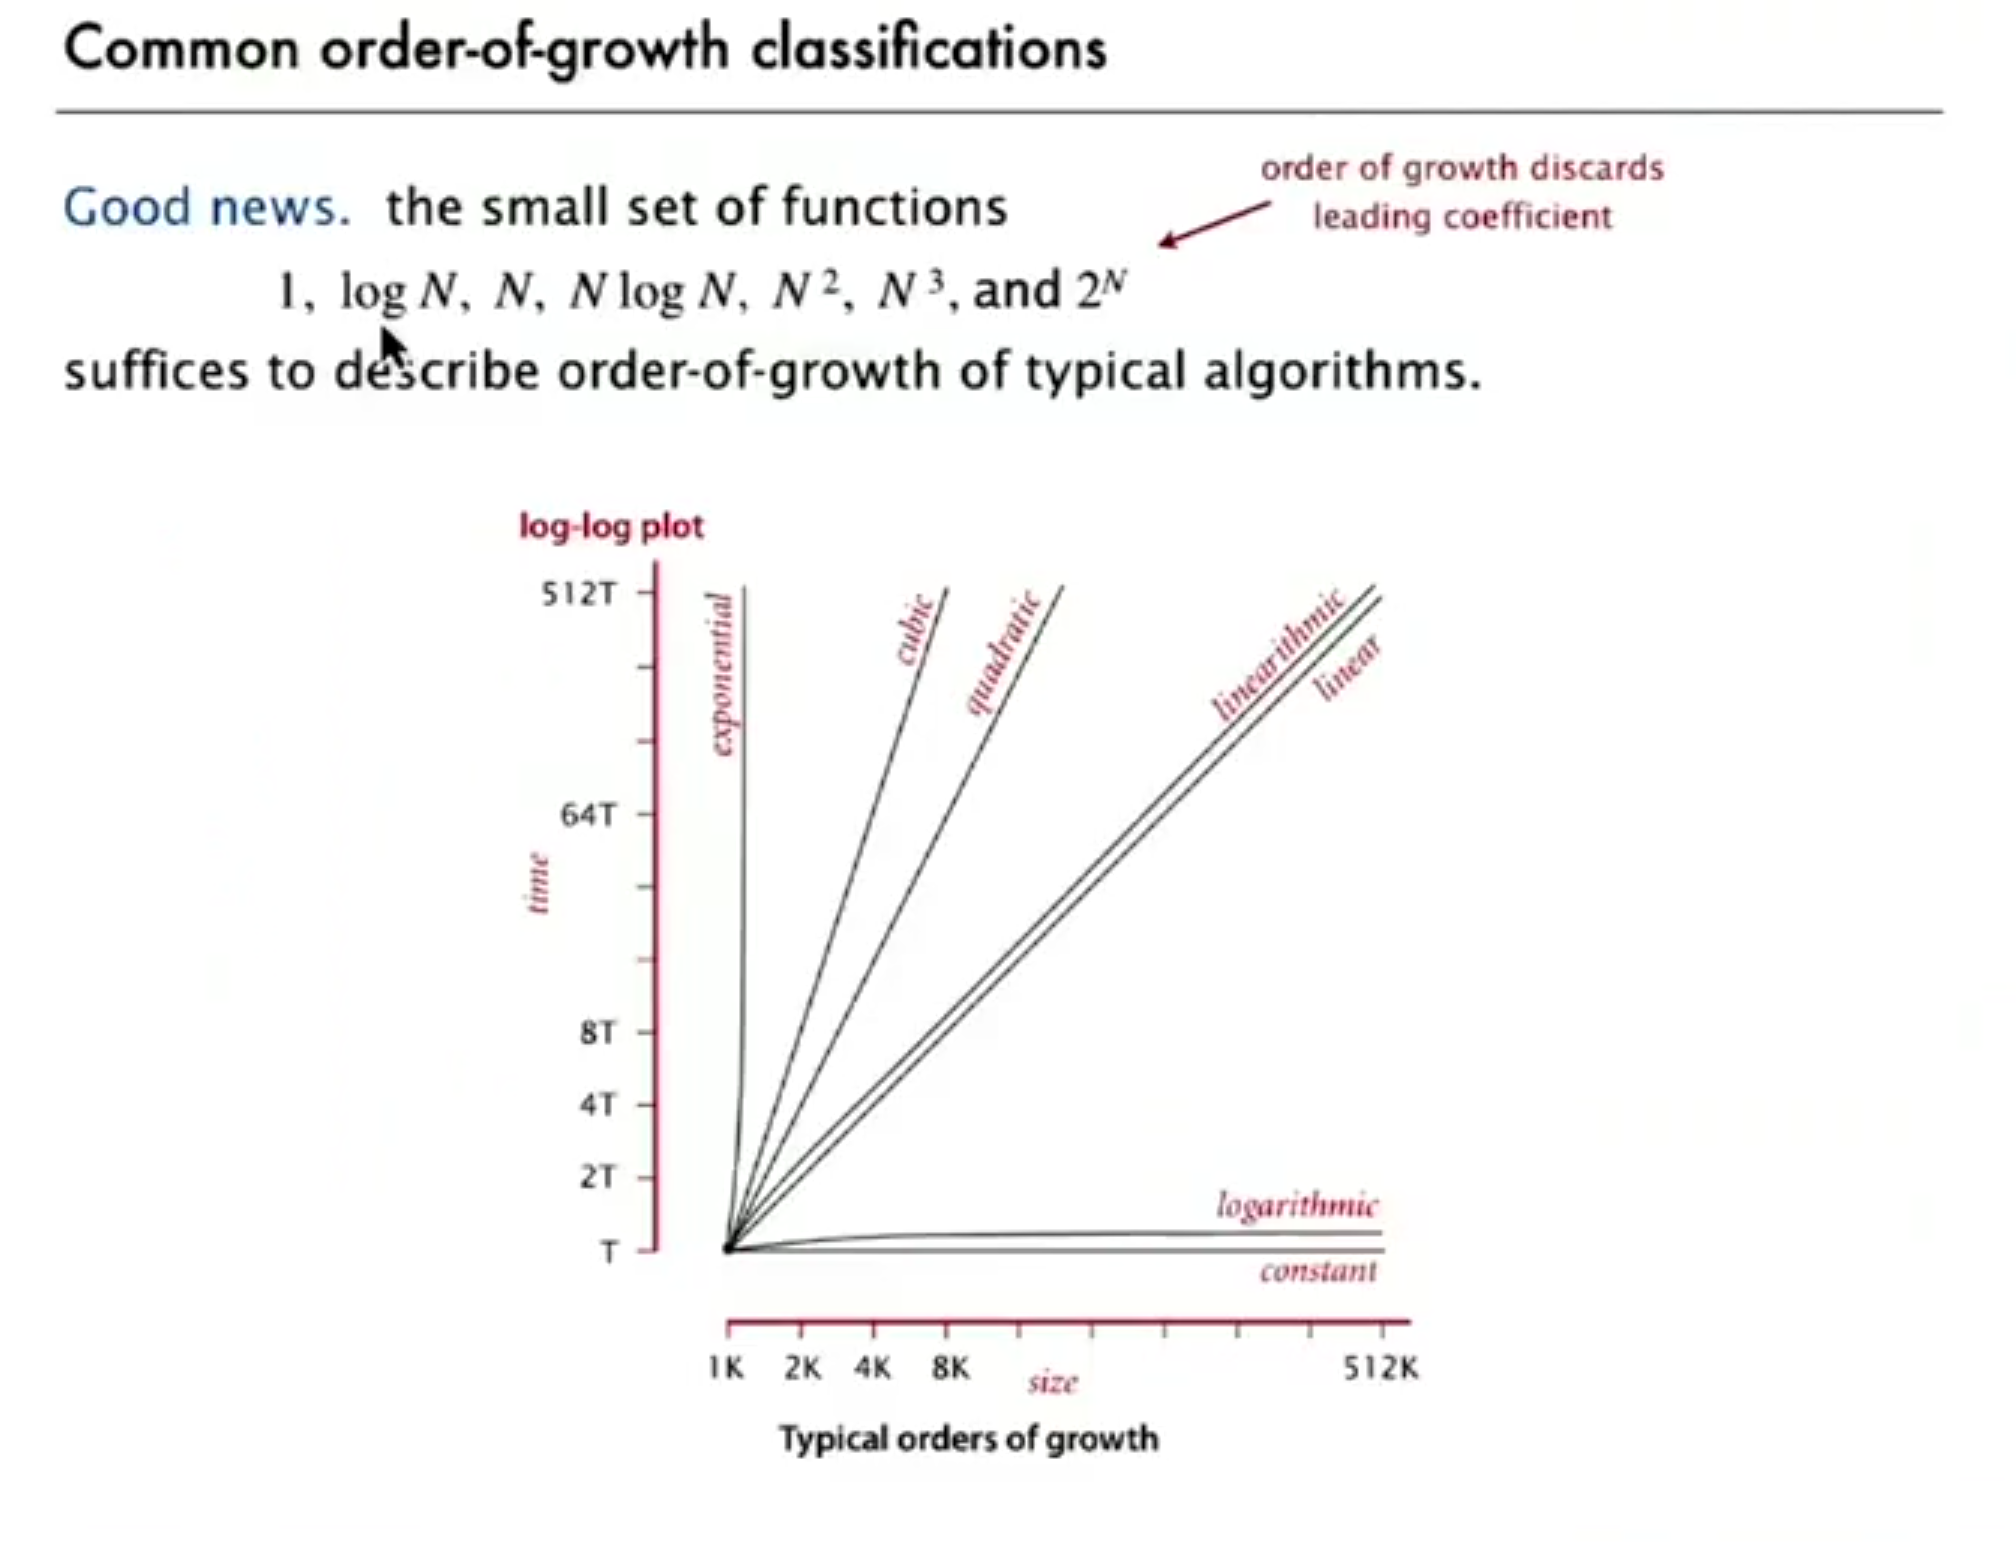 Common order-of-growth classifications
order of growth discards
leading coefficient
Good news. the small set of functions
1, log N, N, N log N, N², N³, and 2ᴺ
suffices to describe order-of-growth of typical algorithms.
log-log plot
512T
64T
8T
4T
2T
T
time
exponential
cubic
quadratic
linearithmic
linear
logarithmic
constant
1K 2K 4K 8K 512K
size
Typical orders of growth